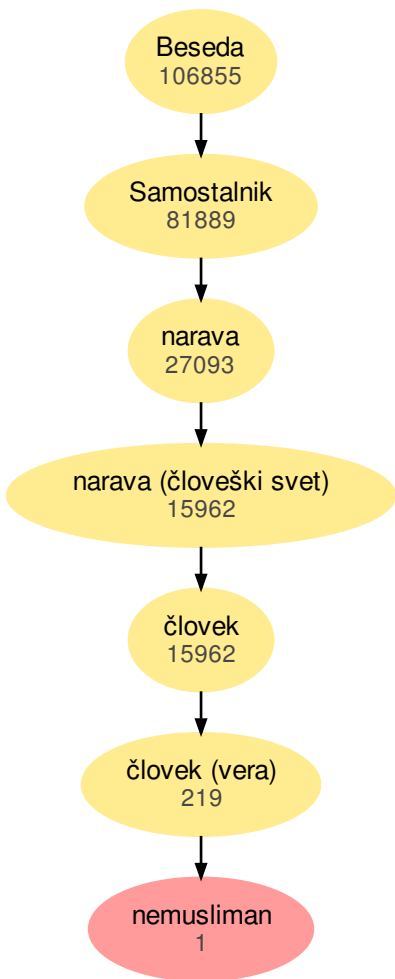 Beseda
106855
Samostalnik
81889
narava
27093
narava (človeški svet)
15962
človek
15962
človek (vera)
219
nemusliman
1